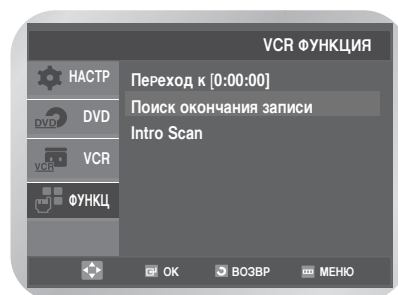 VCR ФУНКЦИЯ
НАСТР
Переход к [0:00:00]
Поиск окончания записи
DVD DVD
Intro Scan
VCR VCR
ФУНКЦ
ОК ВОЗВР МЕНЮ